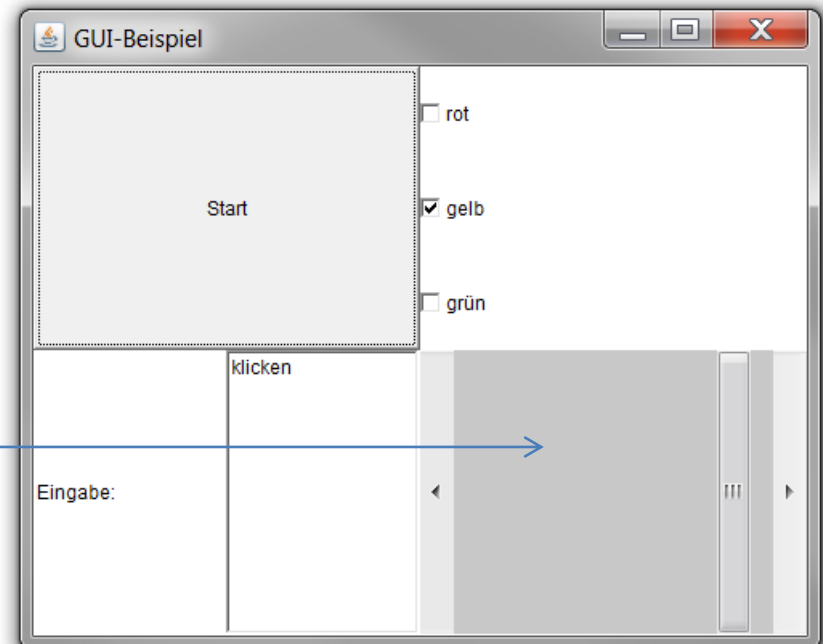 GUI-Beispiel
Start
rot
gelb
grün
klicken
Eingabe: